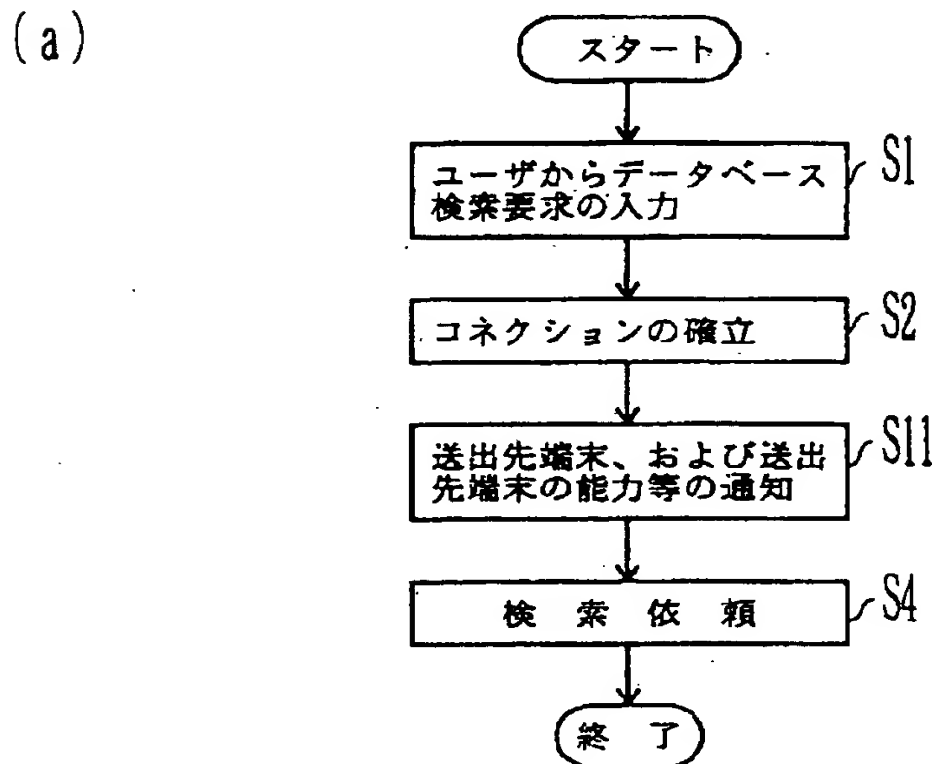 (a)
スタート
ユーザからデータベース
検索要求の入力
S1
コネクションの確立
S2
送出先端末、および送出
先端末の能力等の通知
S11
検索依頼
S4
終了